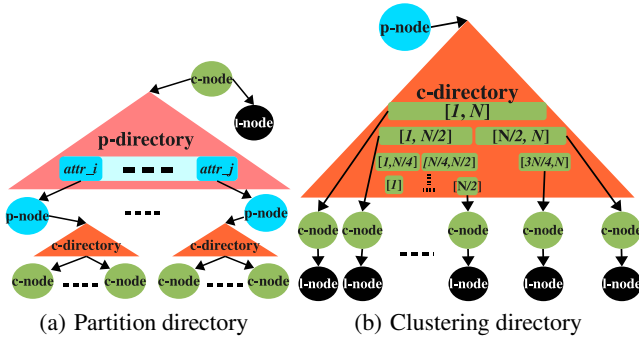 c-node
l-node
p-directory
attr_i
attr_j
p-node
p-node
c-directory
c-directory
c-node
c-node
c-node
c-node
(a) Partition directory
p-node
c-directory
[1, N]
[1, N/2]
[N/2, N]
[1,N/4]
[N/4,N/2]
[3N/4,N]
[1]
[N/2]
c-node
c-node
c-node
c-node
c-node
l-node
l-node
l-node
l-node
l-node
(b) Clustering directory